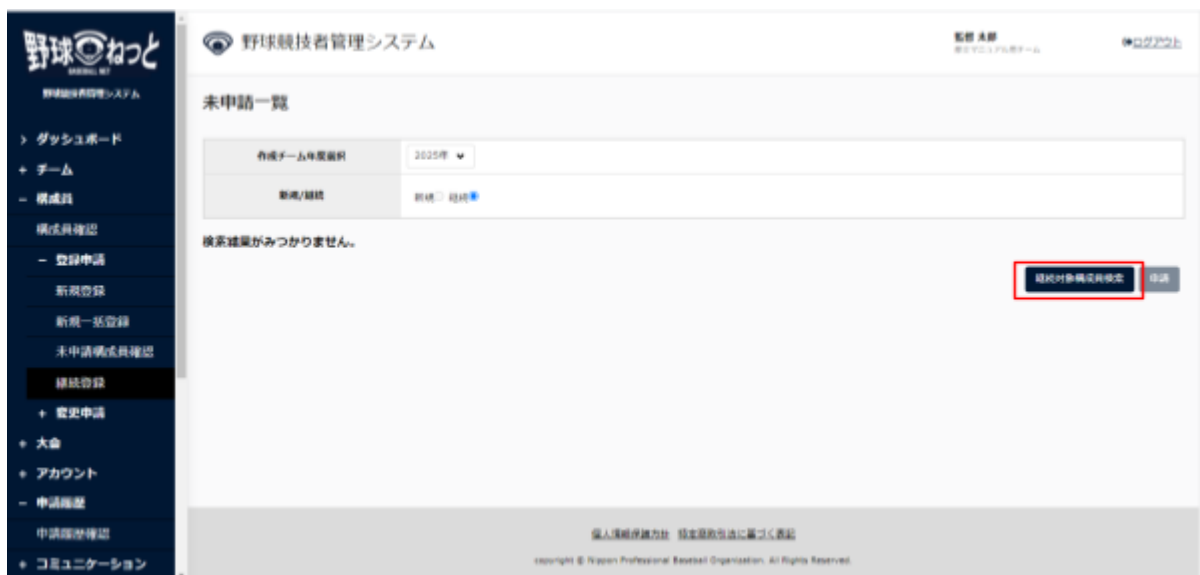 野球ねっと
BASEBALL NET
野球競技者管理システム
> ダッシュボード
+ チーム
− 構成員
構成員確認
− 登録申請
新規登録
新規一括登録
未申請構成員確認
継続登録
+ 変更申請
+ 大会
+ アカウント
− 申請履歴
申請履歴確認
+ コミュニケーション
野球競技者管理システム
監督 太郎
ログアウト
未申請一覧
作成チーム年度選択
2025年
新規/継続
新規 継続
検索結果がみつかりません。
継続対象構成員検索 申請
個人情報保護方針 特定商取引法に基づく表記
copyright © Nippon Professional Baseball Organization. All Rights Reserved.